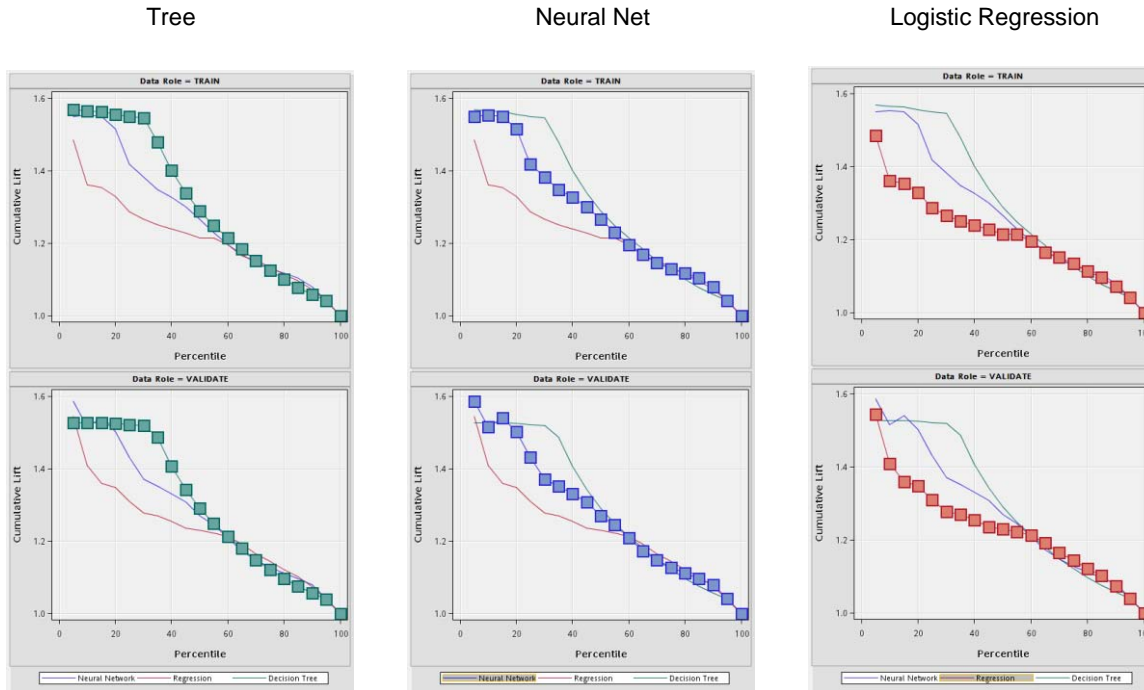 Tree
Neural Net
Logistic Regression
Data Role = TRAIN
1.6
1.4
1.2
1.0
Cumulative Lift
0 20 40 60 80 100
Percentile
Data Role = VALIDATE
1.6
1.4
1.2
1.0
Cumulative Lift
0 20 40 60 80 100
Percentile
Neural Network Regression Decision Tree
Data Role = TRAIN
1.6
1.4
1.2
1.0
Cumulative Lift
0 20 40 60 80 100
Percentile
Data Role = VALIDATE
1.6
1.4
1.2
1.0
Cumulative Lift
0 20 40 60 80 100
Percentile
Neural Network Regression Decision Tree
Data Role = TRAIN
1.6
1.4
1.2
1.0
Cumulative Lift
0 20 40 60 80
Percentile
Data Role = VALIDATE
1.6
1.4
1.2
1.0
Cumulative Lift
0 20 40 60 80
Percentile
Neural Network Regression Decision Tree